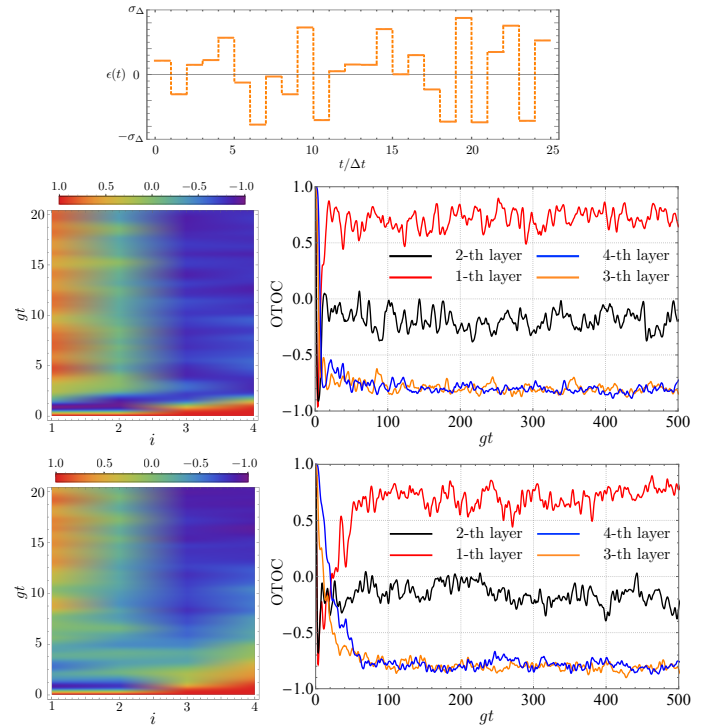 σ_Δ
ϵ(t) 0
−σ_Δ
0 5 10 15 20 25
t/Δt
1.0 0.5 0.0 −0.5 −1.0
20
15
10
5
0
gt
1 2 3 4
i
1.0
0.5
0.0
−0.5
−1.0
OTOC
2-th layer 4-th layer
1-th layer 3-th layer
0 100 200 300 400 500
gt
1.0 0.5 0.0 −0.5 −1.0
20
15
10
5
0
gt
1 2 3 4
i
1.0
0.5
0.0
−0.5
−1.0
OTOC
2-th layer 4-th layer
1-th layer 3-th layer
0 100 200 300 400 500
gt